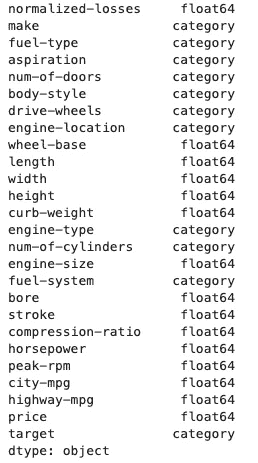 normalized-losses float64
make category
fuel-type category
aspiration category
num-of-doors category
body-style category
drive-wheels category
engine-location category
wheel-base float64
length float64
width float64
height float64
curb-weight float64
engine-type category
num-of-cylinders category
engine-size float64
fuel-system category
bore float64
stroke float64
compression-ratio float64
horsepower float64
peak-rpm float64
city-mpg float64
highway-mpg float64
price float64
target category
dtype: object